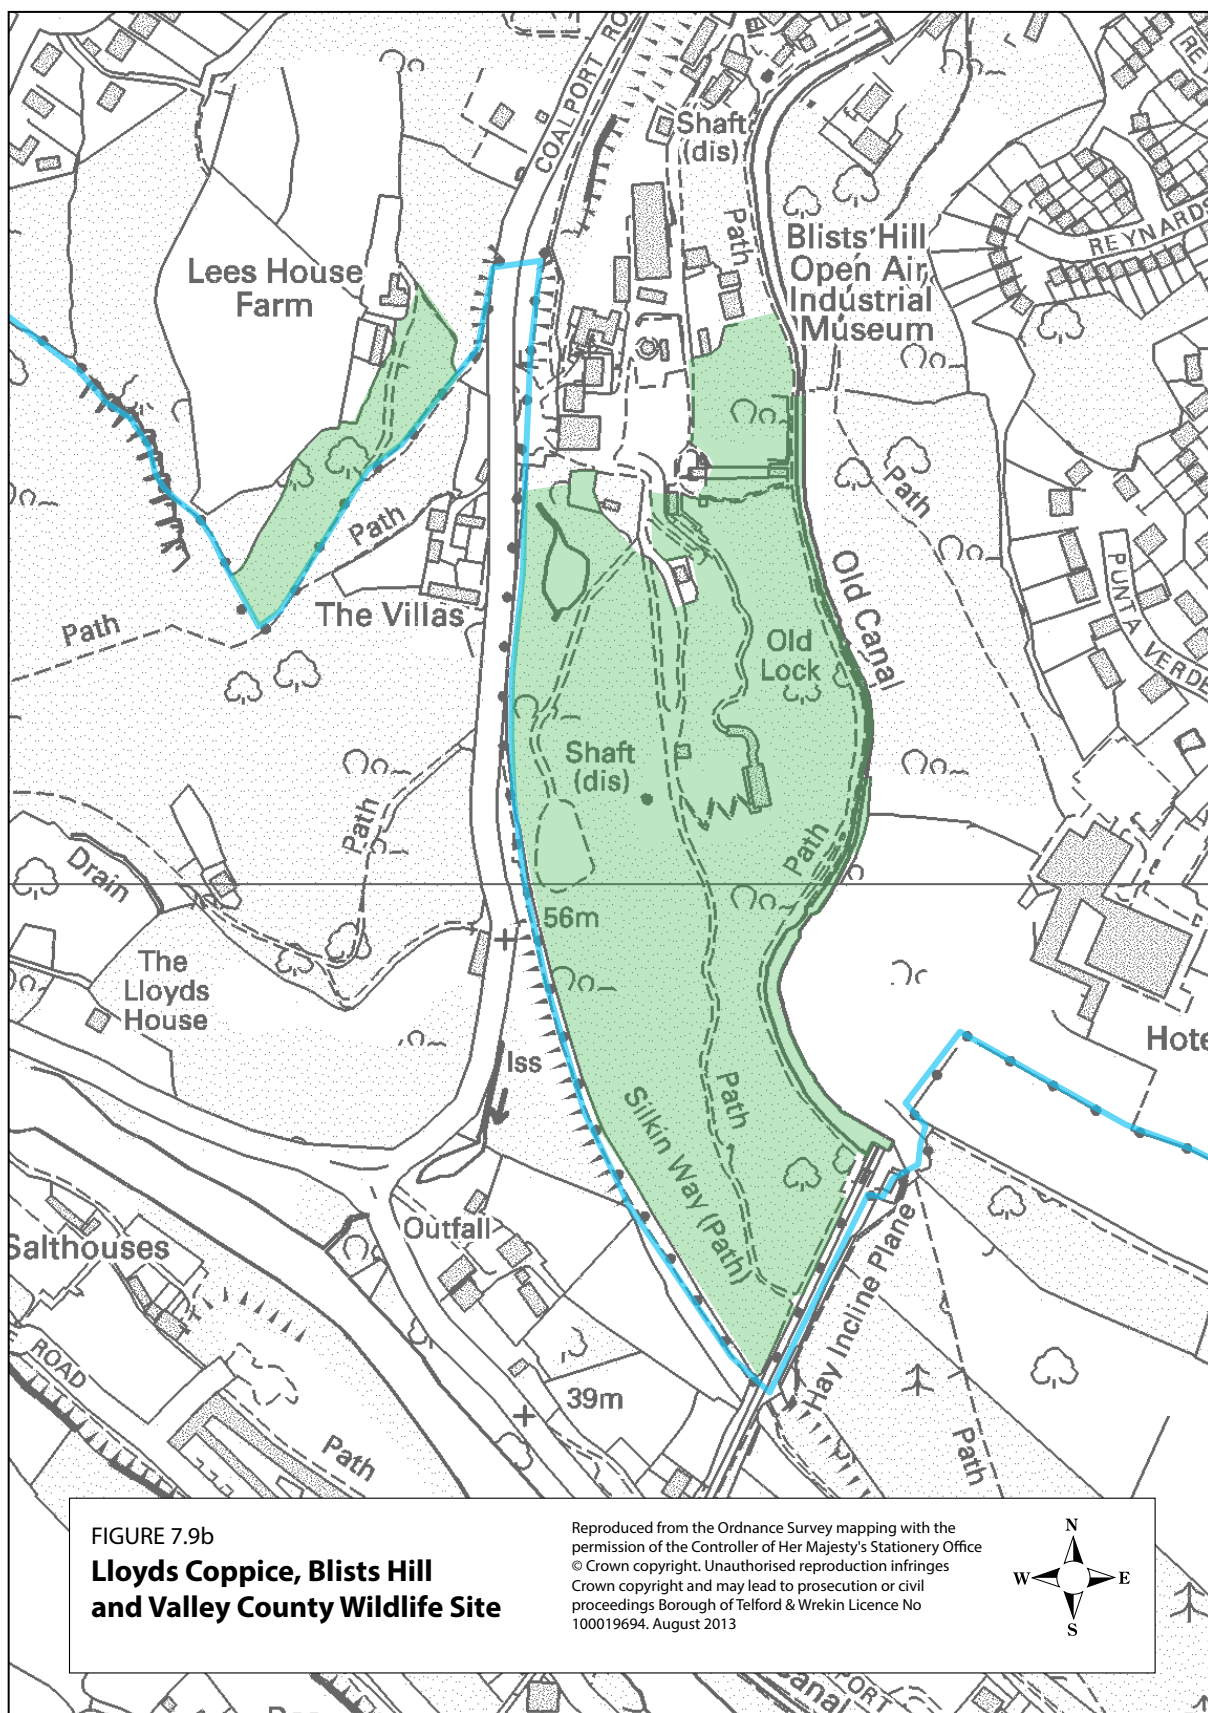 COALPORT RO
Shaft
(dis)
Path
REYNARDS
Blists Hill
Open Air
Industrial
Museum
Lees House
Farm
Path
Path
The Villas
Path
Old Canal
Old
Lock
PUNTA VERDE
Shaft
(dis)
Path
Path
Drain
56m
The
Lloyds
House
Iss
Hote
Silkin Way (Path)
Path
Outfall
Salthouses
Hay Incline Plane
ROAD
39m
Path
Path
FIGURE 7.9b
Lloyds Coppice, Blists Hill
and Valley County Wildlife Site
Reproduced from the Ordnance Survey mapping with the
permission of the Controller of Her Majesty's Stationery Office
© Crown copyright. Unauthorised reproduction infringes
Crown copyright and may lead to prosecution or civil
proceedings Borough of Telford & Wrekin Licence No
100019694. August 2013
N
W E
S